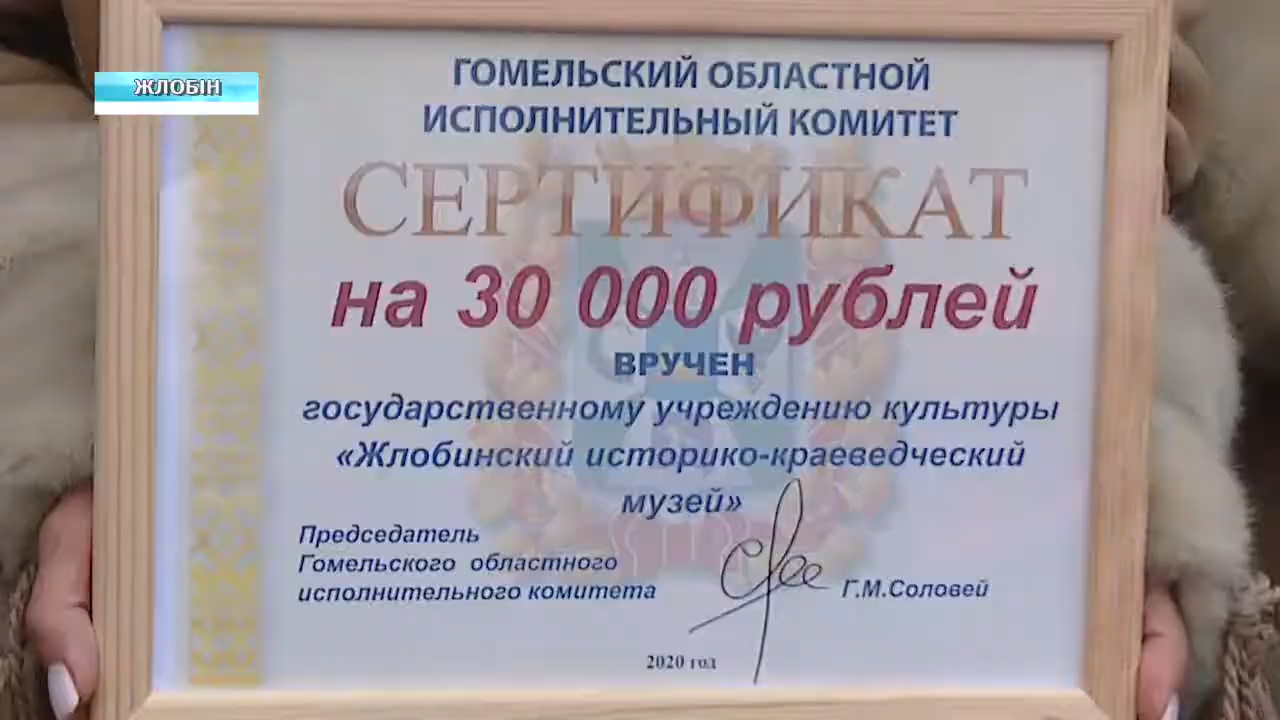 ЖЛОБІН
ГОМЕЛЬСКИЙ ОБЛАСТНОЙ
ИСПОЛНИТЕЛЬНЫЙ КОМИТЕТ
СЕРТИФИКАТ
на 30 000 рублей
ВРУЧЕН
государственному учреждению культуры
«Жлобинский историко-краеведческий
музей»
Председатель
Гомельского областного
исполнительного комитета
Г.М.Соловей
2020 год